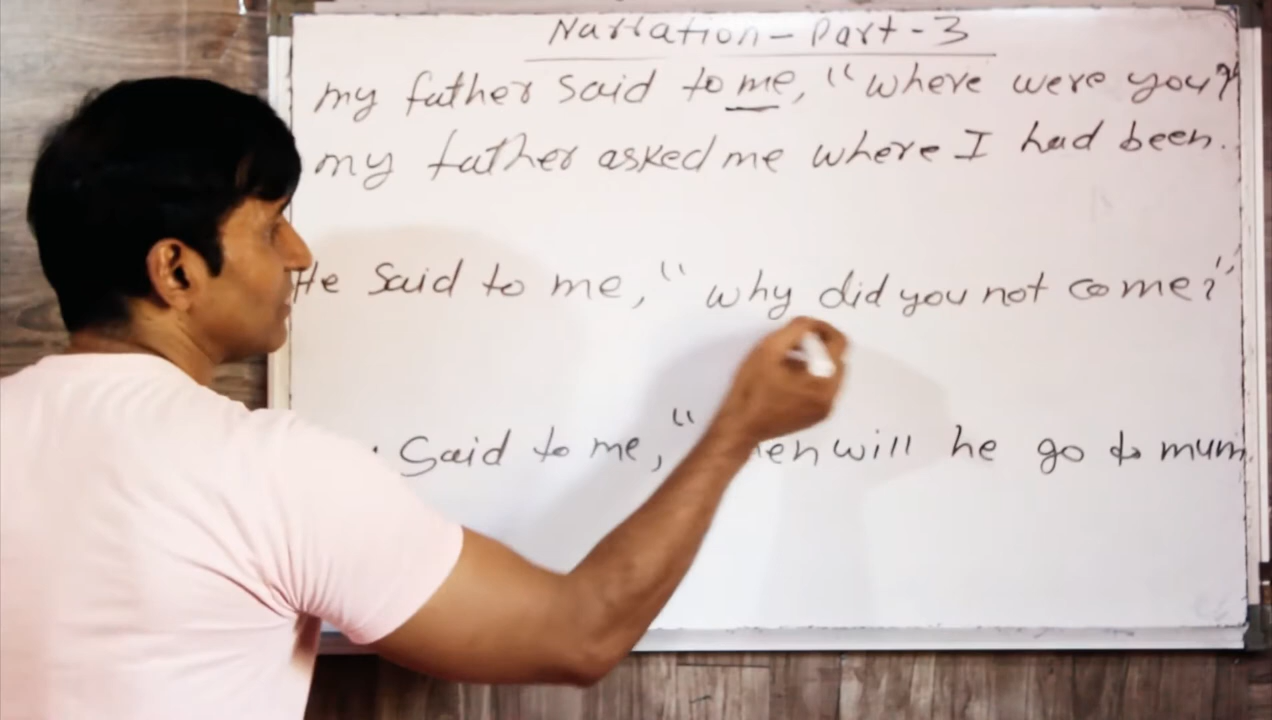 Narration - Part - 3
my father said to me, "where were you?"
my father asked me where I had been.
He said to me, "why did you not come?"
said to me, " will he go to mum